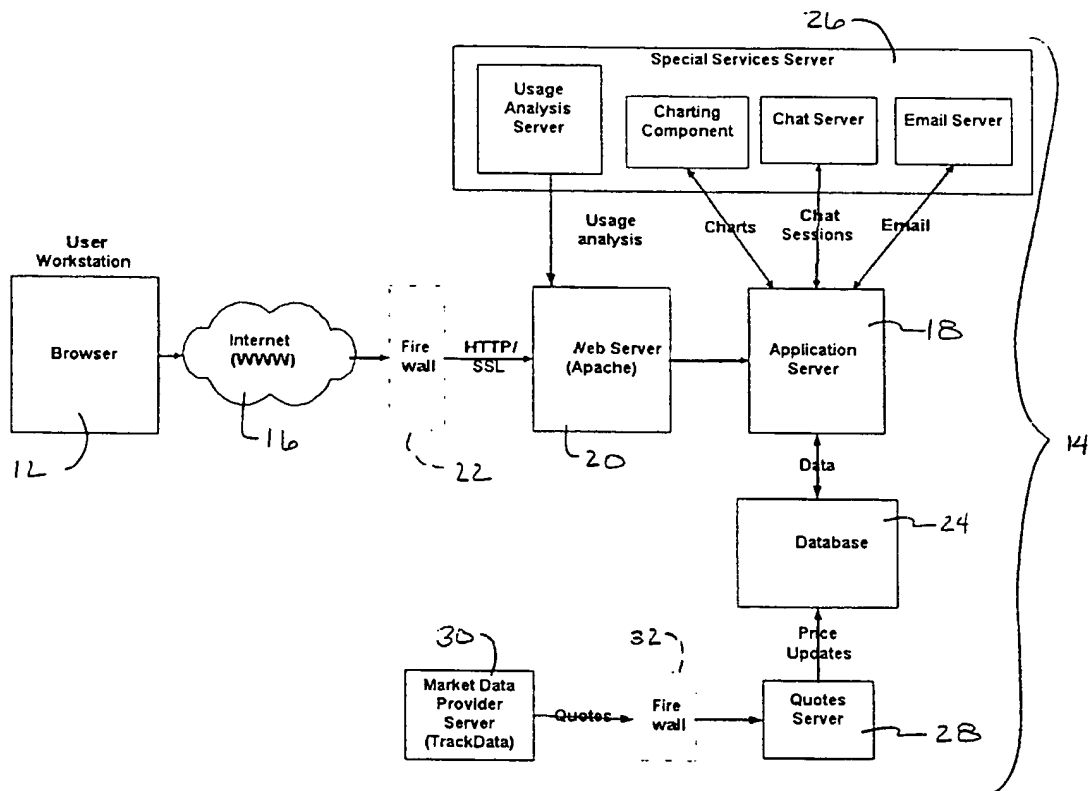 26
Special Services Server
Usage
Analysis
Server
Charting
Component
Chat Server
Email Server
Usage
analysis
Charts
Chat
Sessions
Email
User
Workstation
Browser
12
Internet
(WWW)
16
Fire
wall
22
HTTP/
SSL
Web Server
(Apache)
20
Application
Server
18
14
Data
Database
24
Price
Updates
30
Market Data
Provider
Server
(TrackData)
Quotes
32
Fire
wall
Quotes
Server
28